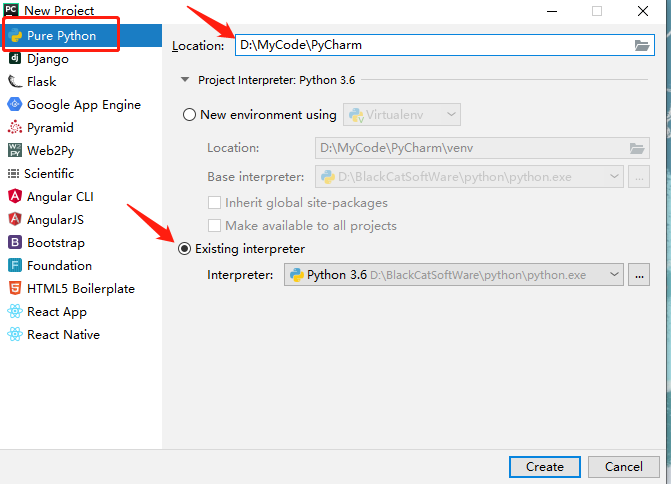 New Project
Pure Python
Django
Flask
Google App Engine
Pyramid
Web2Py
Scientific
Angular CLI
AngularJS
Bootstrap
Foundation
HTML5 Boilerplate
React App
React Native
Location: D:\MyCode\PyCharm
Project Interpreter: Python 3.6
New environment using Virtualenv
Location: D:\MyCode\PyCharm\venv
Base interpreter: D:\BlackCatSoftWare\python\python.exe ...
Inherit global site-packages
Make available to all projects
Existing interpreter
Interpreter: Python 3.6 D:\BlackCatSoftWare\python\python.exe ...
Create Cancel